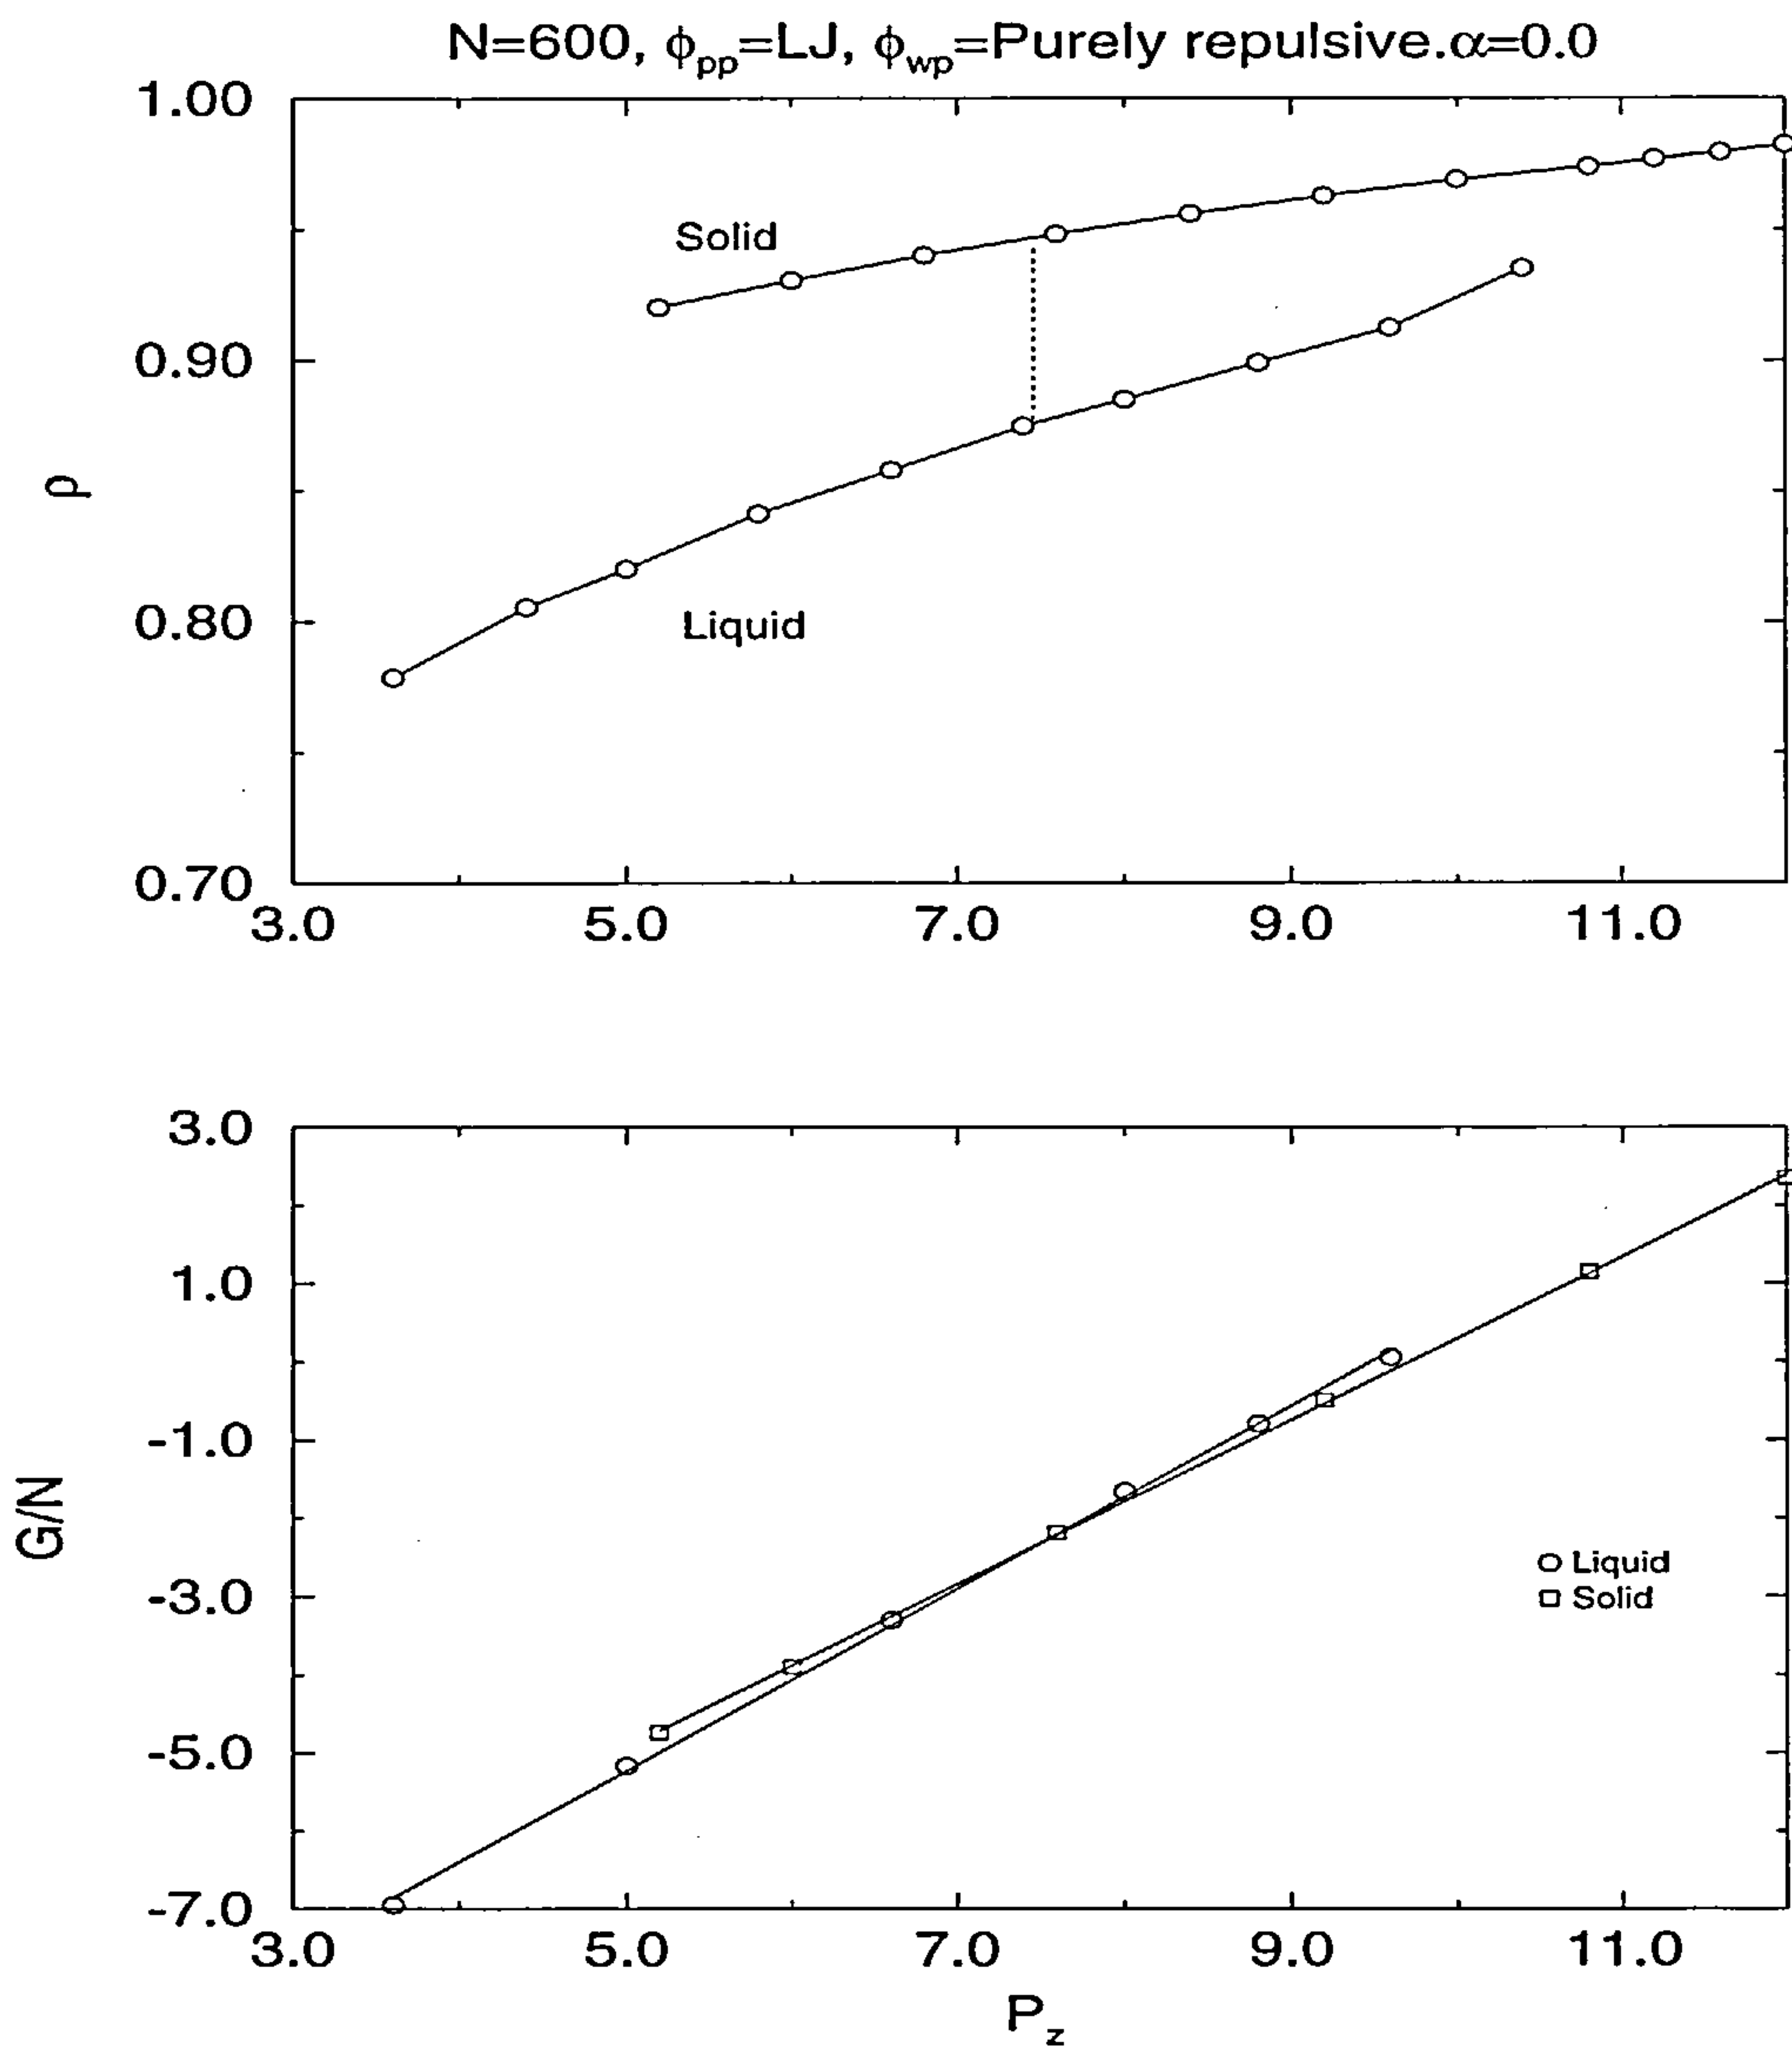 N=600, ϕpp=LJ, ϕwp=Purely repulsive.α=0.0
1.00
Solid
0.90
ρ
0.80
Liquid
0.70
3.0 5.0 7.0 9.0 11.0
3.0
1.0
-1.0
G/N
Liquid
-3.0
Solid
-5.0
-7.0
3.0 5.0 7.0 9.0 11.0
Pz